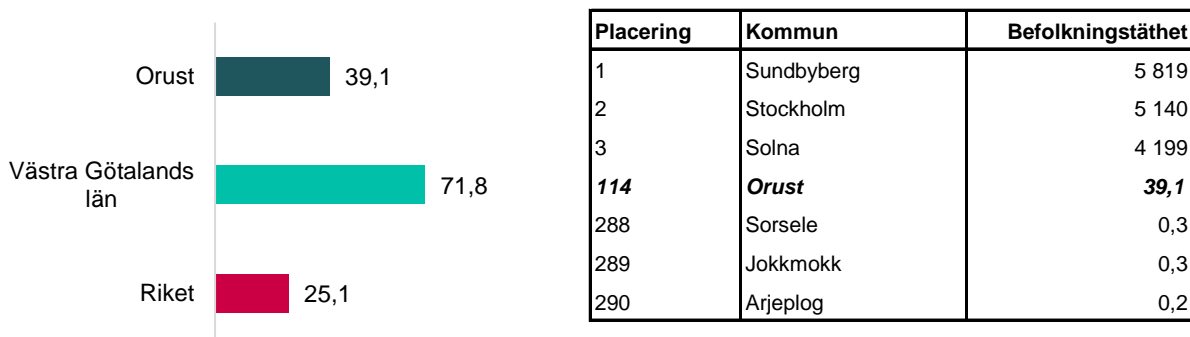 Orust 39,1
Västra Götalands
län
71,8
Riket 25,1
Placering Kommun Befolkningstäthet
1 Sundbyberg 5 819
2 Stockholm 5 140
3 Solna 4 199
114 Orust 39,1
288 Sorsele 0,3
289 Jokkmokk 0,3
290 Arjeplog 0,2